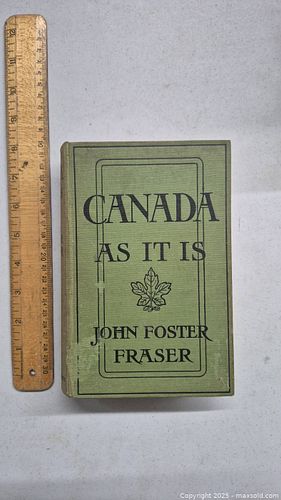 CANADA
AS IT IS
JOHN FOSTER
FRASER
Copyright 2025 - maxsold.com